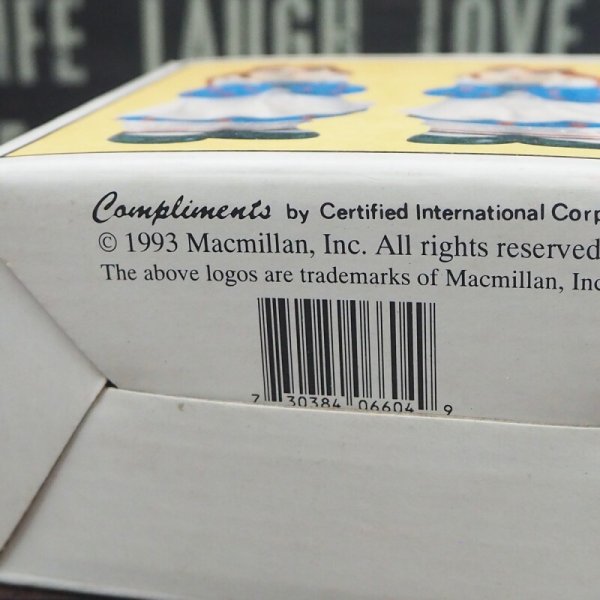 LAUGH LOVE
Compliments by Certified International Corp
© 1993 Macmillan, Inc. All rights reserved
The above logos are trademarks of Macmillan, Inc
7 30384 06604 9